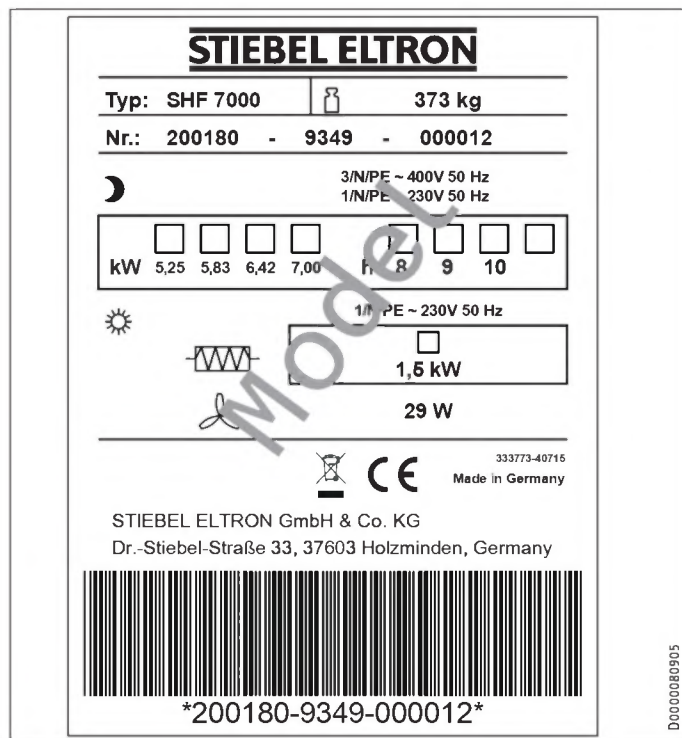 STIEBEL ELTRON
Typ: SHF 7000 373 kg
Nr.: 200180 - 9349 - 000012
3/N/PE ~ 400V 50 Hz
1/N/PE ~ 230V 50 Hz
kW 5,25 5,83 6,42 7,00 h 8 9 10
1/N/PE ~ 230V 50 Hz
1,5 kW
29 W
Model
CE
333773-40715
Made in Germany
STIEBEL ELTRON GmbH & Co. KG
Dr.-Stiebel-Straße 33, 37603 Holzminden, Germany
*200180-9349-000012*
D0000080905